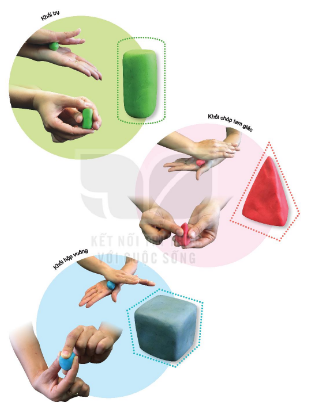 Khối trụ
Khối chóp tam giác
KẾT NỐI TRI THỨC
VỚI CUỘC SỐNG
Khối hộp vuông